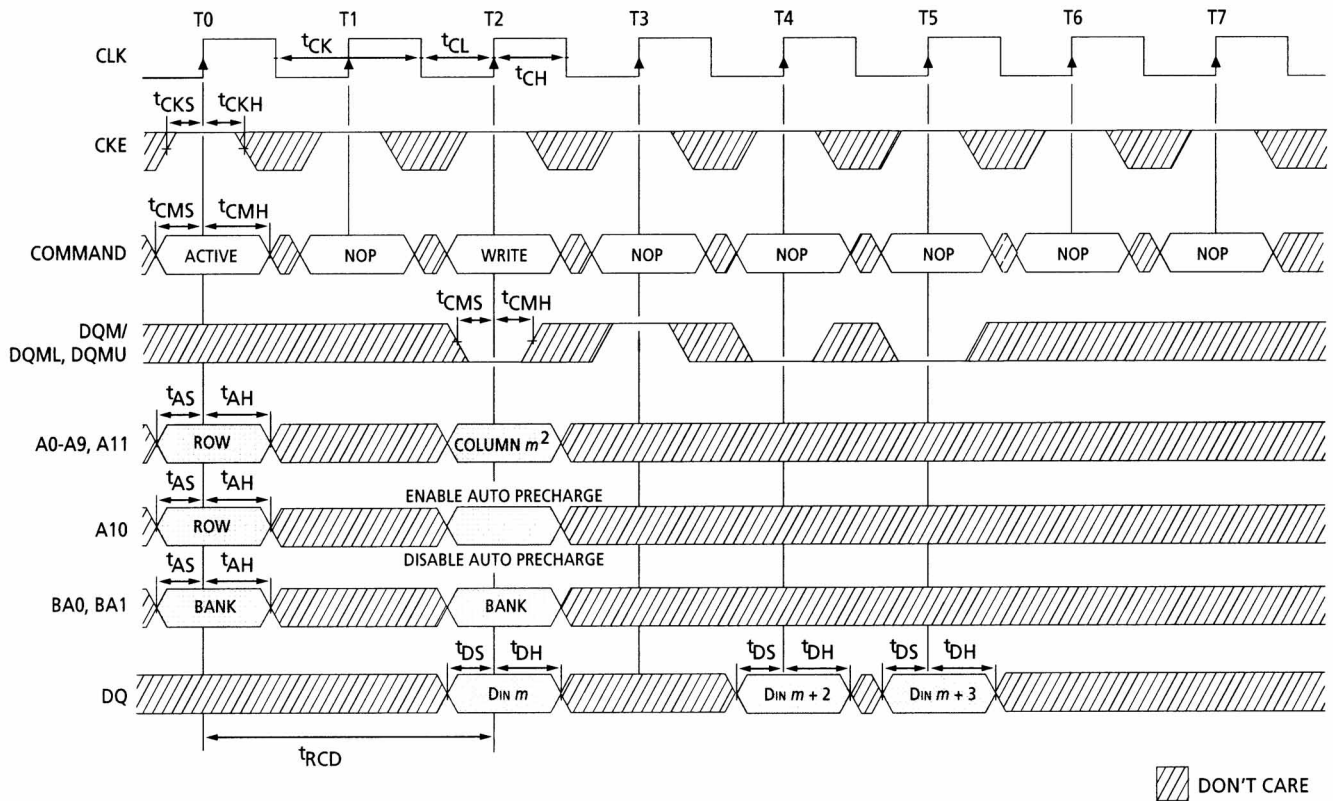 T0 T1 T2 T3 T4 T5 T6 T7
CLK
tCK tCL
tCH
tCKS tCKH
CKE
tCMS tCMH
COMMAND ACTIVE NOP WRITE NOP NOP NOP NOP NOP
tCMS tCMH
DQM/
DQML, DQMU
tAS tAH
A0-A9, A11 ROW COLUMN m2
tAS tAH ENABLE AUTO PRECHARGE
A10 ROW
tAS tAH DISABLE AUTO PRECHARGE
BA0, BA1 BANK BANK
tDS tDH tDS tDH tDS tDH
DQ DIN m DIN m + 2 DIN m + 3
tRCD
DON'T CARE